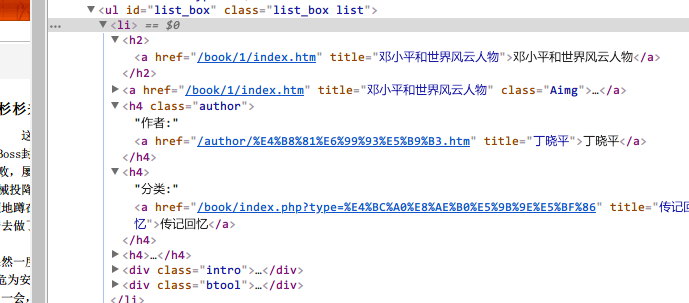 ▼<ul id="list_box" class="list_box list">
…▼<li> == $0
▼<h2>
<a href="/book/1/index.htm" title="邓小平和世界风云人物">邓小平和世界风云人物</a>
</h2>
▶<a href="/book/1/index.htm" title="邓小平和世界风云人物" class="Aimg">…</a>
杉杉来
▼<h4 class="author">
"作者:"
这
<a href="/author/%E4%B8%81%E6%99%93%E5%B9%B3.htm" title="丁晓平">丁晓平</a>
Boss封
</h4>
败，屡
▼<h4>
械投降
"分类:"
地蹲在
<a href="/book/index.php?type=%E4%BC%A0%E8%AE%B0%E5%9B%9E%E5%BF%86" title="传记回
去做了
忆">传记回忆</a>
</h4>
▶<h4>…</h4>
然一度
▶<div class="intro">…</div>
危为安
▶<div class="btool">…</div>
一会，
</li>